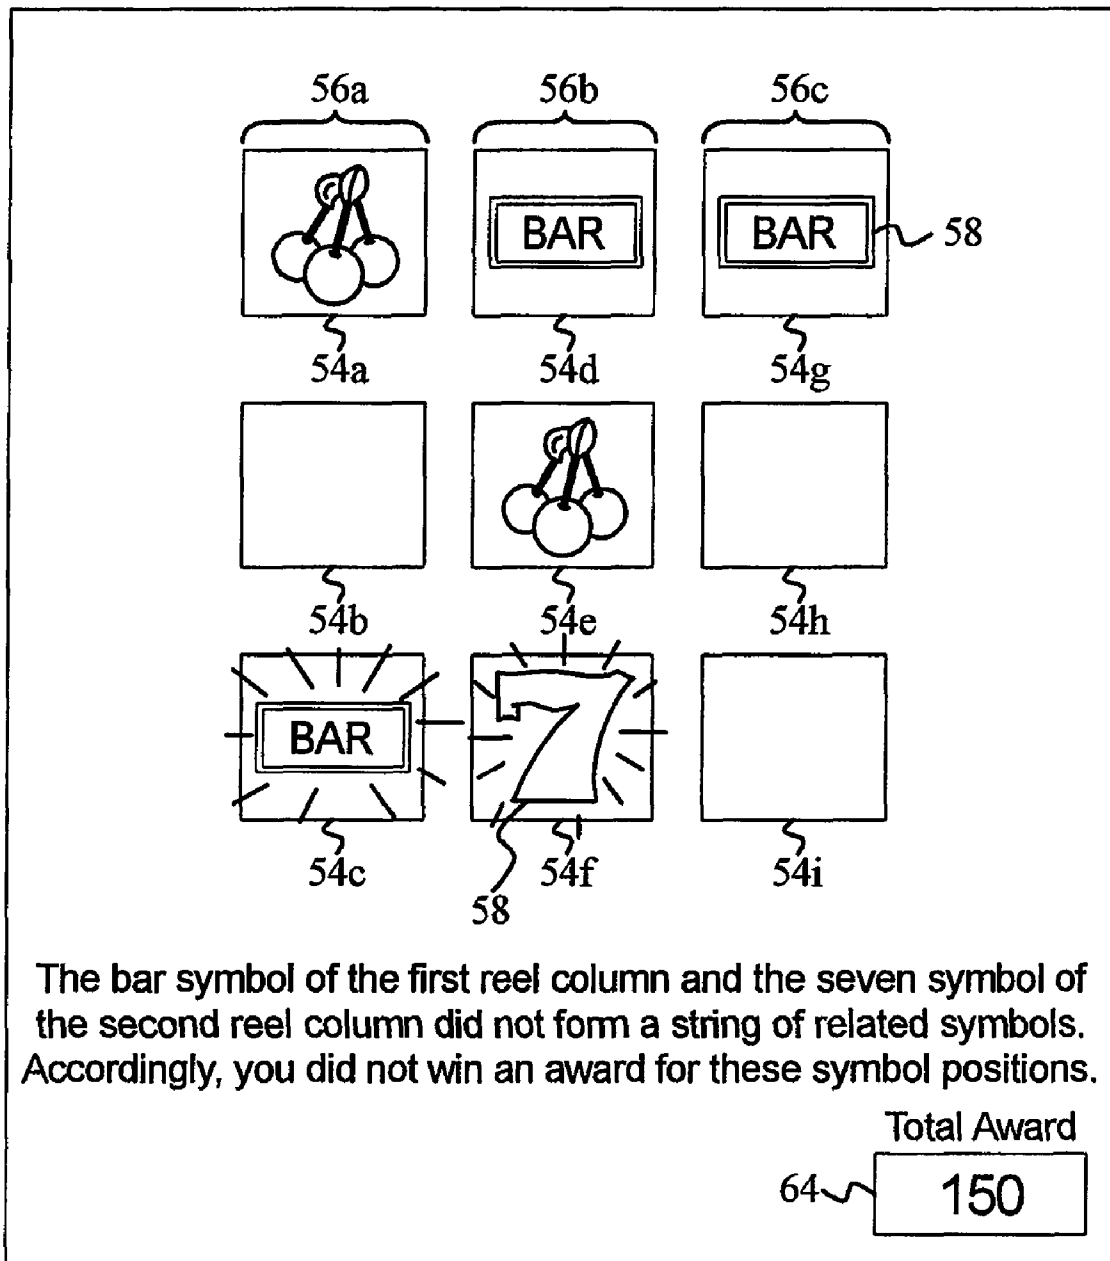 56a 56b 56c
BAR BAR 58
54a 54d 54g
54b 54e 54h
BAR 7
54c 54f 54i
58
The bar symbol of the first reel column and the seven symbol of
the second reel column did not form a string of related symbols.
Accordingly, you did not win an award for these symbol positions.
Total Award
64 150